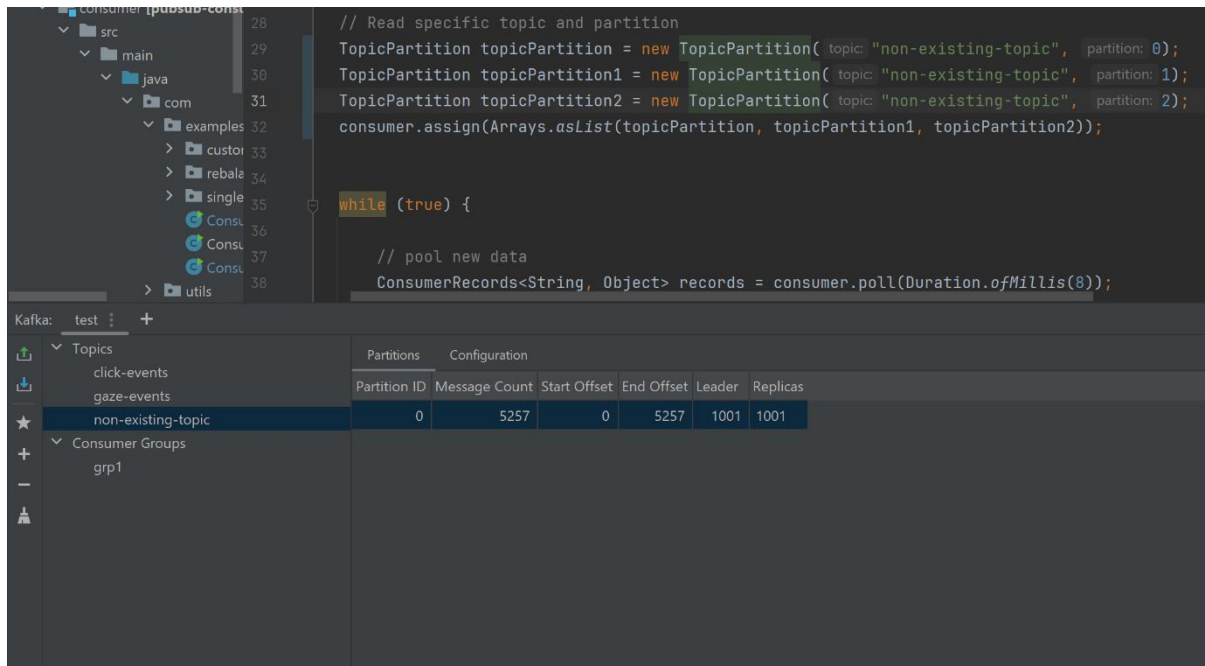 consumer [pubsub-consu
src
main
java
com
examples
custor
rebala
single
Consu
Consu
Consu
utils
28 // Read specific topic and partition
29 TopicPartition topicPartition = new TopicPartition( topic: "non-existing-topic", partition: 0);
30 TopicPartition topicPartition1 = new TopicPartition( topic: "non-existing-topic", partition: 1);
31 TopicPartition topicPartition2 = new TopicPartition( topic: "non-existing-topic", partition: 2);
32 consumer.assign(Arrays.asList(topicPartition, topicPartition1, topicPartition2));
33
34
35 while (true) {
36
37 // pool new data
38 ConsumerRecords<String, Object> records = consumer.poll(Duration.ofMillis(8));
Kafka: test
Topics
click-events
gaze-events
non-existing-topic
Consumer Groups
grp1
Partitions Configuration
Partition ID Message Count Start Offset End Offset Leader Replicas
0 5257 0 5257 1001 1001